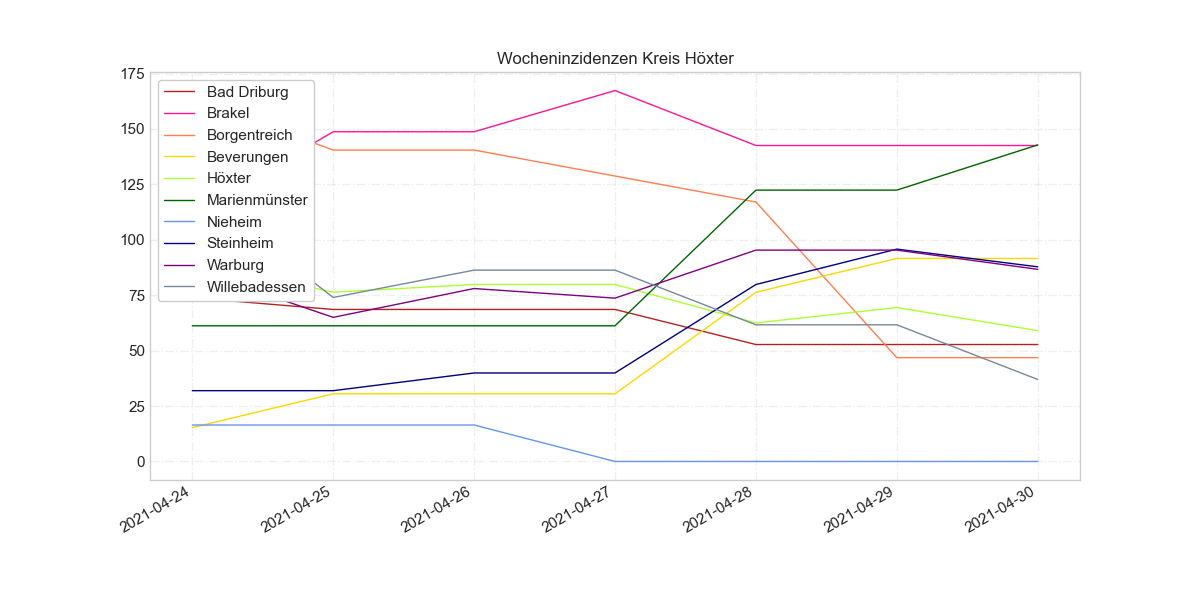 Wocheninzidenzen Kreis Höxter
175
150
125
100
75
50
25
0
Bad Driburg
Brakel
Borgentreich
Beverungen
Höxter
Marienmünster
Nieheim
Steinheim
Warburg
Willebadessen
2021-04-24
2021-04-25
2021-04-26
2021-04-27
2021-04-28
2021-04-29
2021-04-30